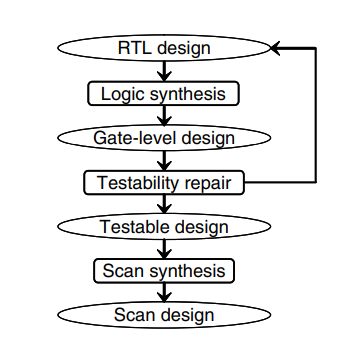 RTL design
Logic synthesis
Gate-level design
Testability repair
Testable design
Scan synthesis
Scan design